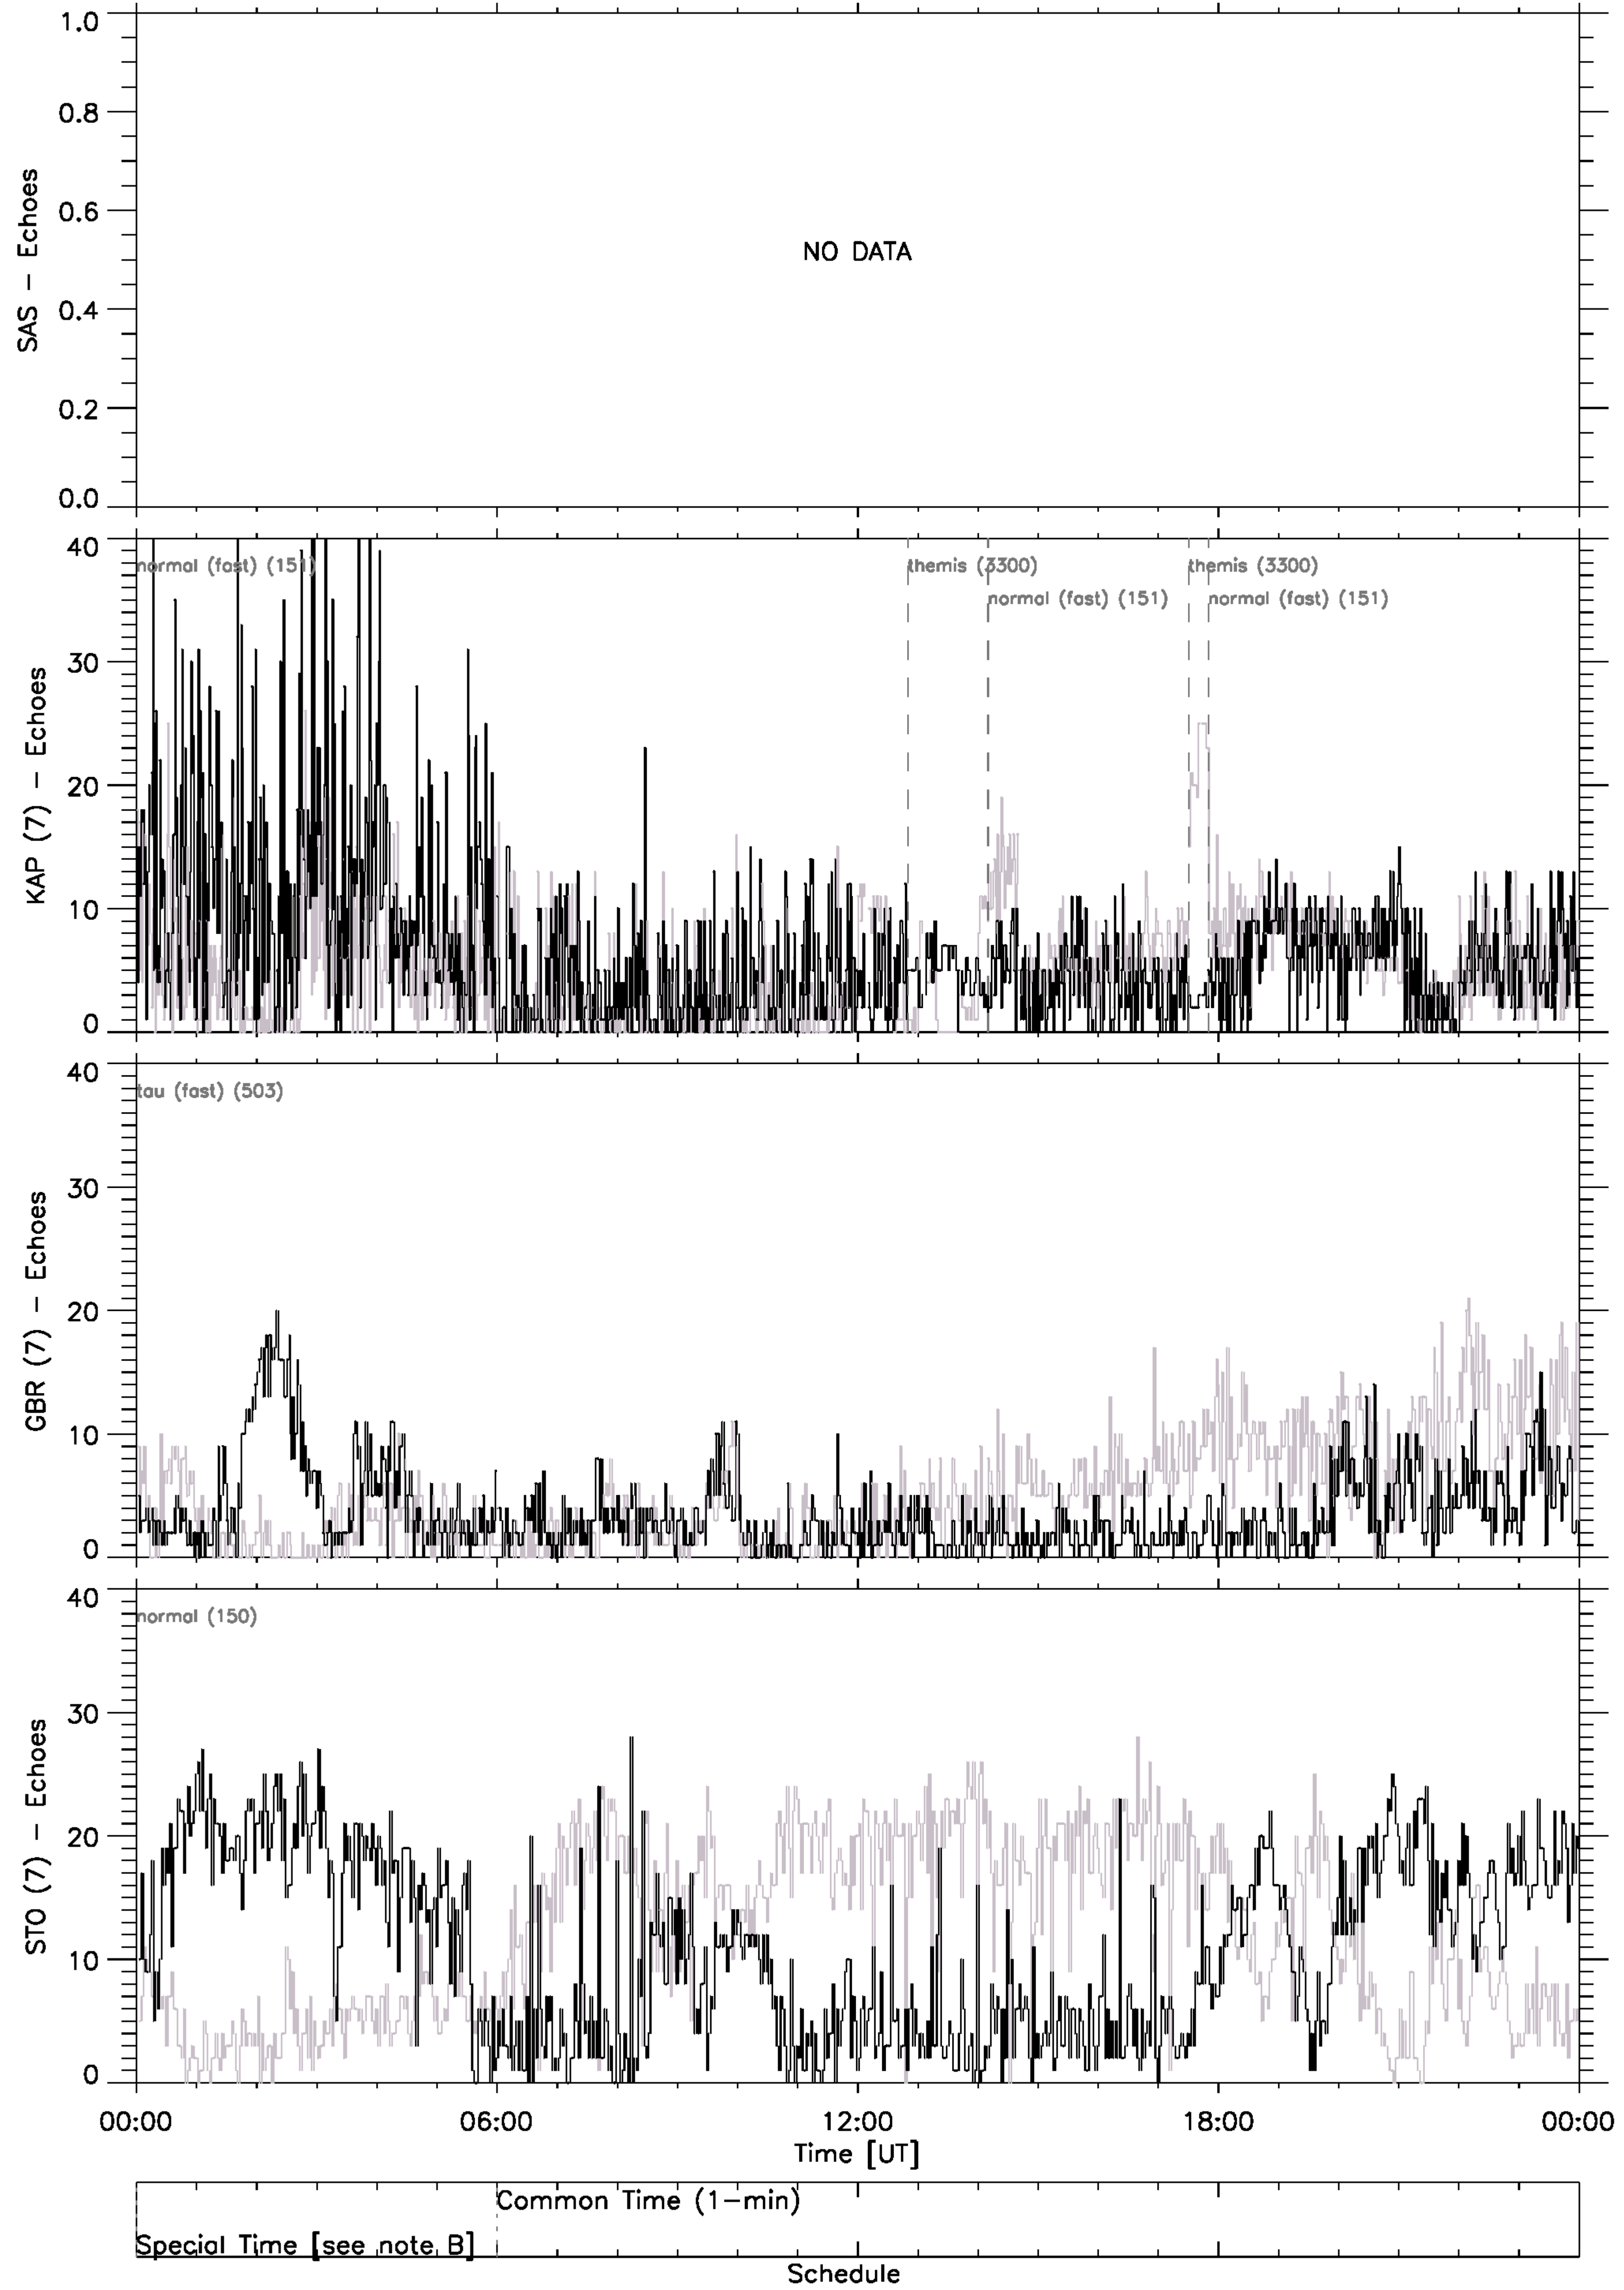 1.0
0.8
0.6
0.4
0.2
0.0
SAS – Echoes
NO DATA
40
30
20
10
0
KAP (7) – Echoes
normal (fast) (151)
themis (3300)
normal (fast) (151)
themis (3300)
normal (fast) (151)
40
30
20
10
0
GBR (7) – Echoes
tau (fast) (503)
40
30
20
10
0
STO (7) – Echoes
normal (150)
00:00 06:00 12:00 18:00 00:00
Time [UT]
Common Time (1–min)
Special Time [see note B]
Schedule